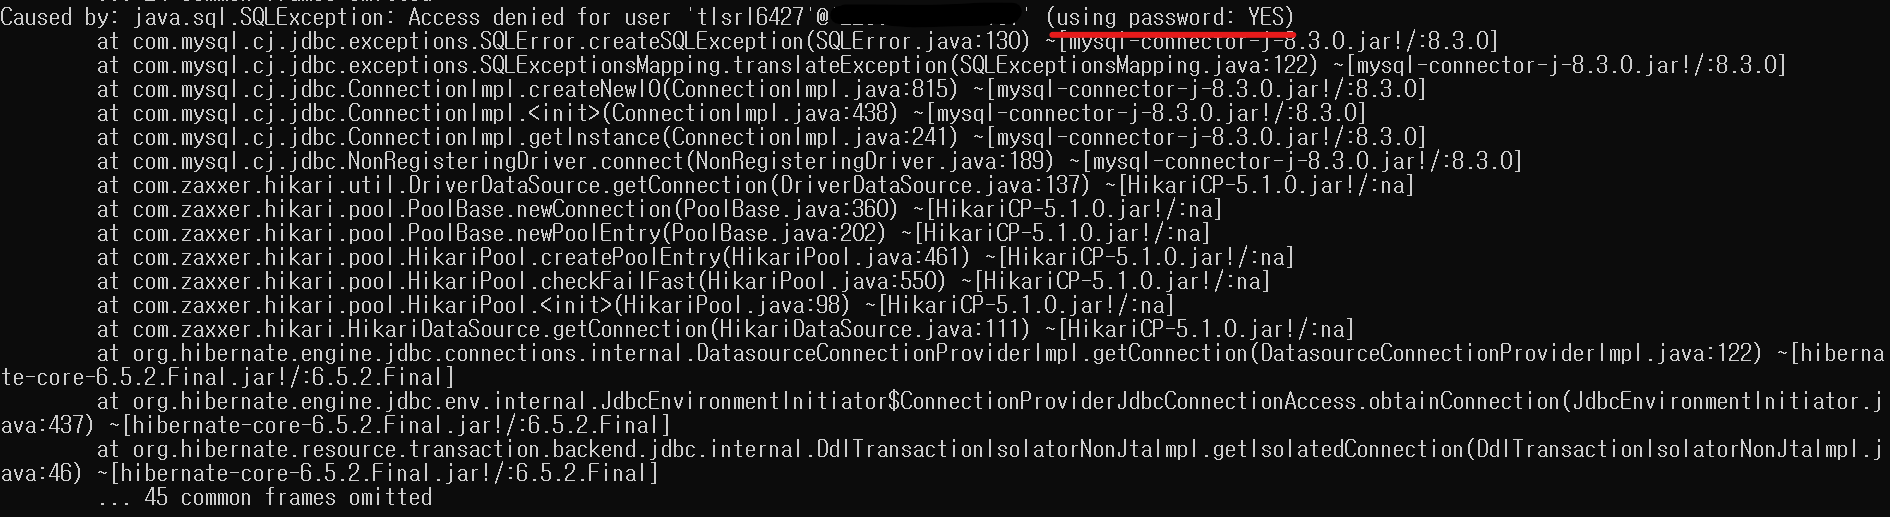 Caused by: java.sql.SQLException: Access denied for user 'tlsrl6427'@' ' (using password: YES)
at com.mysql.cj.jdbc.exceptions.SQLError.createSQLException(SQLError.java:130) ~[mysql-connector-j-8.3.0.jar!/:8.3.0]
at com.mysql.cj.jdbc.exceptions.SQLExceptionsMapping.translateException(SQLExceptionsMapping.java:122) ~[mysql-connector-j-8.3.0.jar!/:8.3.0]
at com.mysql.cj.jdbc.ConnectionImpl.createNewIO(ConnectionImpl.java:815) ~[mysql-connector-j-8.3.0.jar!/:8.3.0]
at com.mysql.cj.jdbc.ConnectionImpl.<init>(ConnectionImpl.java:438) ~[mysql-connector-j-8.3.0.jar!/:8.3.0]
at com.mysql.cj.jdbc.ConnectionImpl.getInstance(ConnectionImpl.java:241) ~[mysql-connector-j-8.3.0.jar!/:8.3.0]
at com.mysql.cj.jdbc.NonRegisteringDriver.connect(NonRegisteringDriver.java:189) ~[mysql-connector-j-8.3.0.jar!/:8.3.0]
at com.zaxxer.hikari.util.DriverDataSource.getConnection(DriverDataSource.java:137) ~[HikariCP-5.1.0.jar!/:na]
at com.zaxxer.hikari.pool.PoolBase.newConnection(PoolBase.java:360) ~[HikariCP-5.1.0.jar!/:na]
at com.zaxxer.hikari.pool.PoolBase.newPoolEntry(PoolBase.java:202) ~[HikariCP-5.1.0.jar!/:na]
at com.zaxxer.hikari.pool.HikariPool.createPoolEntry(HikariPool.java:461) ~[HikariCP-5.1.0.jar!/:na]
at com.zaxxer.hikari.pool.HikariPool.checkFailFast(HikariPool.java:550) ~[HikariCP-5.1.0.jar!/:na]
at com.zaxxer.hikari.pool.HikariPool.<init>(HikariPool.java:98) ~[HikariCP-5.1.0.jar!/:na]
at com.zaxxer.hikari.HikariDataSource.getConnection(HikariDataSource.java:111) ~[HikariCP-5.1.0.jar!/:na]
at org.hibernate.engine.jdbc.connections.internal.DatasourceConnectionProviderImpl.getConnection(DatasourceConnectionProviderImpl.java:122) ~[hiberna
te-core-6.5.2.Final.jar!/:6.5.2.Final]
at org.hibernate.engine.jdbc.env.internal.JdbcEnvironmentInitiator$ConnectionProviderJdbcConnectionAccess.obtainConnection(JdbcEnvironmentInitiator.j
ava:437) ~[hibernate-core-6.5.2.Final.jar!/:6.5.2.Final]
at org.hibernate.resource.transaction.backend.jdbc.internal.DdlTransactionIsolatorNonJtaImpl.getIsolatedConnection(DdlTransactionIsolatorNonJtaImpl.j
ava:46) ~[hibernate-core-6.5.2.Final.jar!/:6.5.2.Final]
... 45 common frames omitted